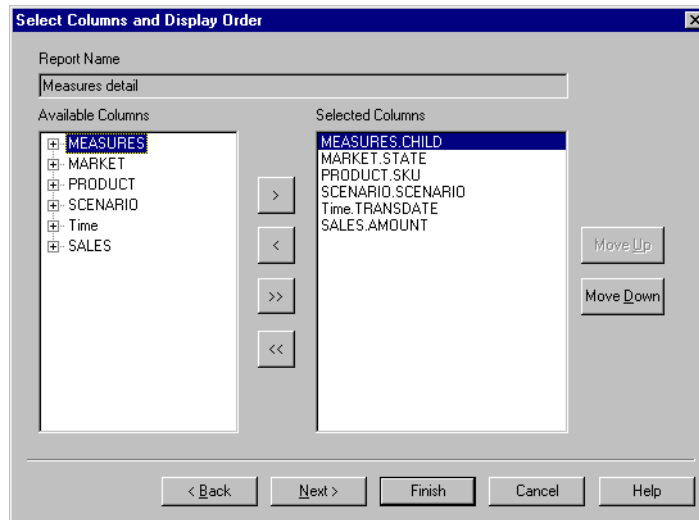 Select Columns and Display Order
Report Name
Measures detail
Available Columns
Selected Columns
MEASURES
MARKET
PRODUCT
SCENARIO
Time
SALES
>
<
>>
<<
MEASURES.CHILD
MARKET.STATE
PRODUCT.SKU
SCENARIO.SCENARIO
Time.TRANSDATE
SALES.AMOUNT
Move Up
Move Down
< Back
Next >
Finish
Cancel
Help